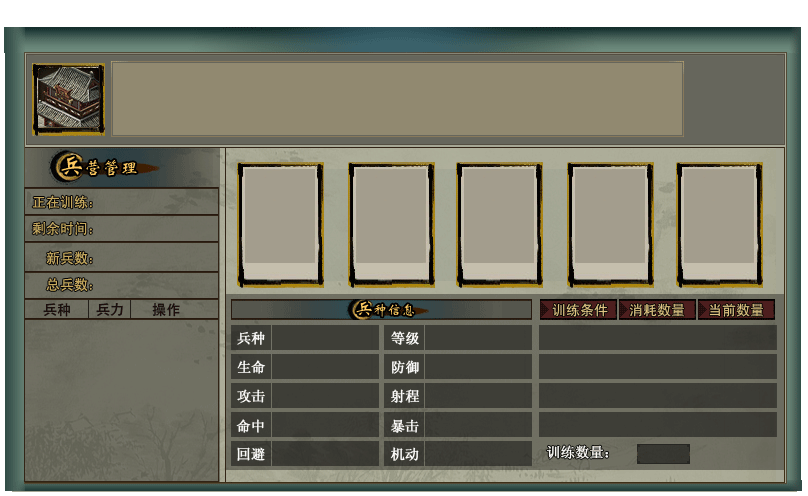 兵营管理
正在训练:
剩余时间:
新兵数:
总兵数:
兵种 兵力 操作
兵种信息 训练条件 消耗数量 当前数量
兵种 等级
生命 防御
攻击 射程
命中 暴击
回避 机动 训练数量: